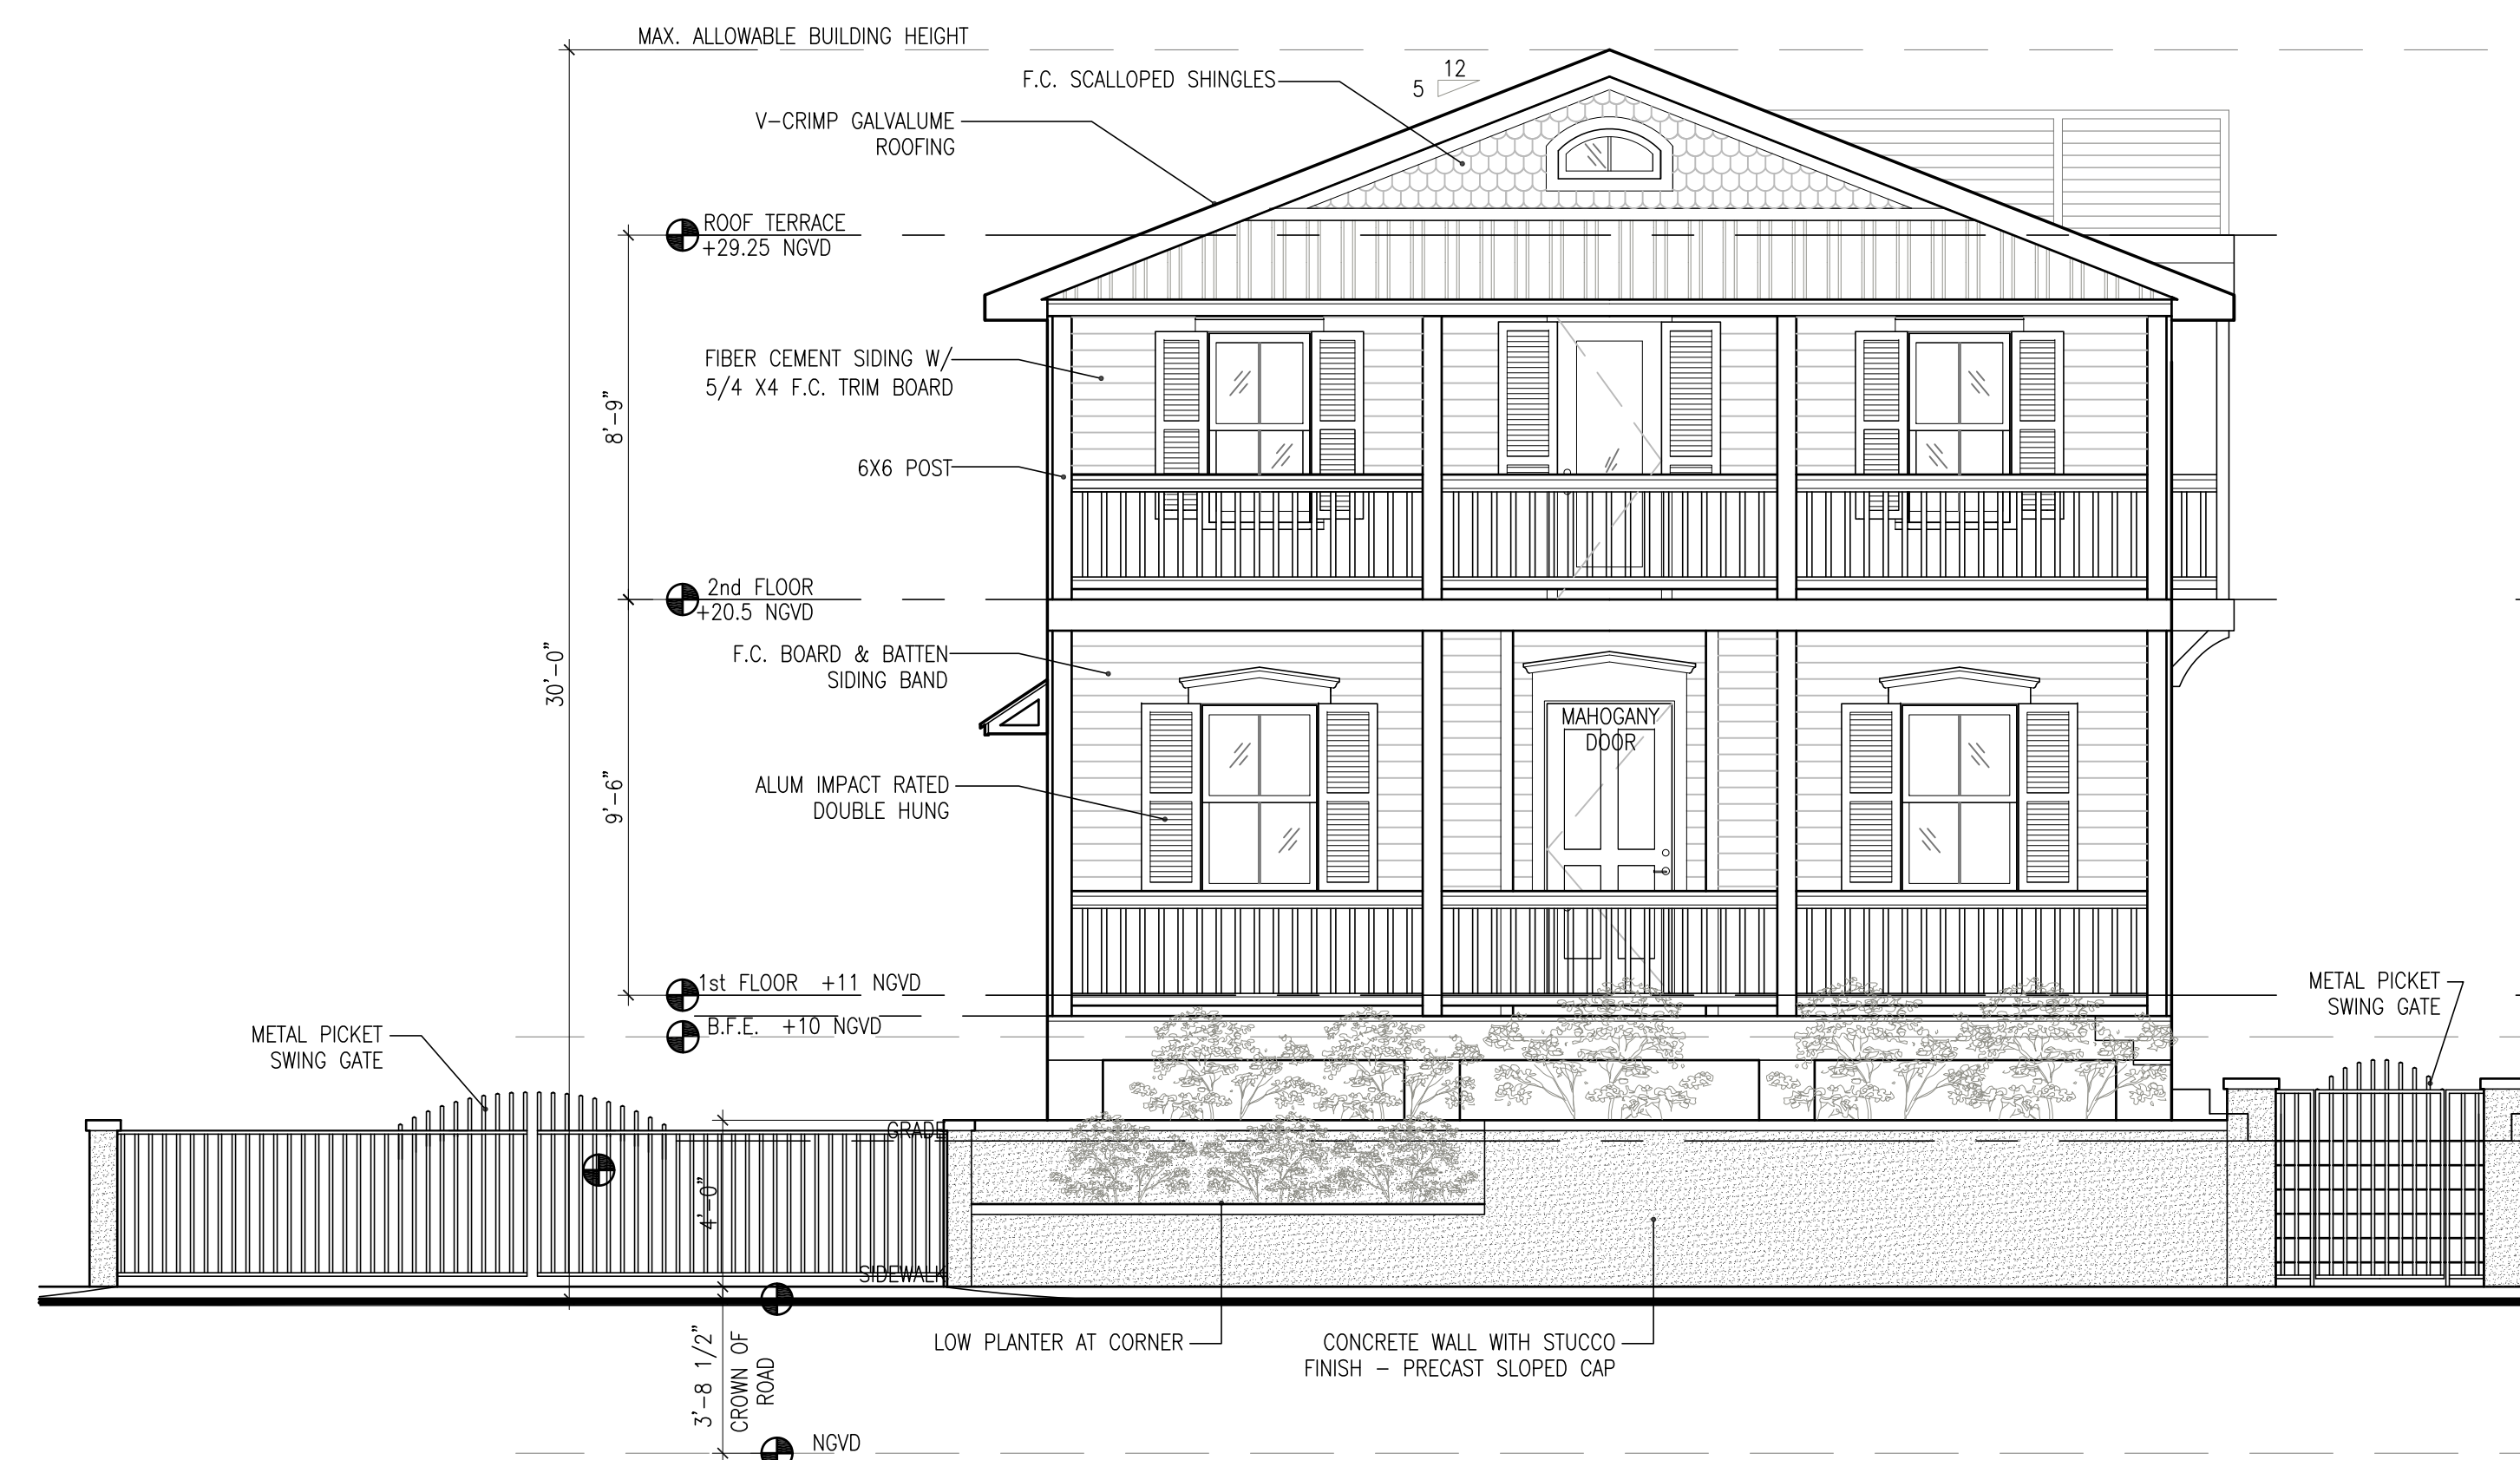 MAX. ALLOWABLE BUILDING HEIGHT
F.C. SCALLOPED SHINGLES
12
5
V-CRIMP GALVALUME
ROOFING
ROOF TERRACE
+29.25 NGVD
FIBER CEMENT SIDING W/
5/4 X4 F.C. TRIM BOARD
8'-9"
6X6 POST
2nd FLOOR
+20.5 NGVD
30'-0"
F.C. BOARD & BATTEN
SIDING BAND
MAHOGANY
DOOR
9'-6"
ALUM IMPACT RATED
DOUBLE HUNG
1st FLOOR +11 NGVD
B.F.E. +10 NGVD
METAL PICKET
SWING GATE
METAL PICKET
SWING GATE
GRADE
4'-0"
SIDEWALK
LOW PLANTER AT CORNER
CONCRETE WALL WITH STUCCO
FINISH - PRECAST SLOPED CAP
3'-8 1/2"
CROWN OF
ROAD
NGVD